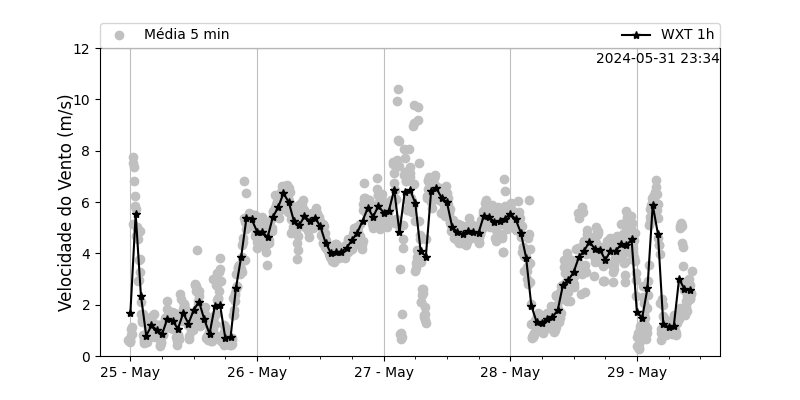 Média 5 min
WXT 1h
2024-05-31 23:34
Velocidade do Vento (m/s)
12
10
8
6
4
2
0
25 - May
26 - May
27 - May
28 - May
29 - May